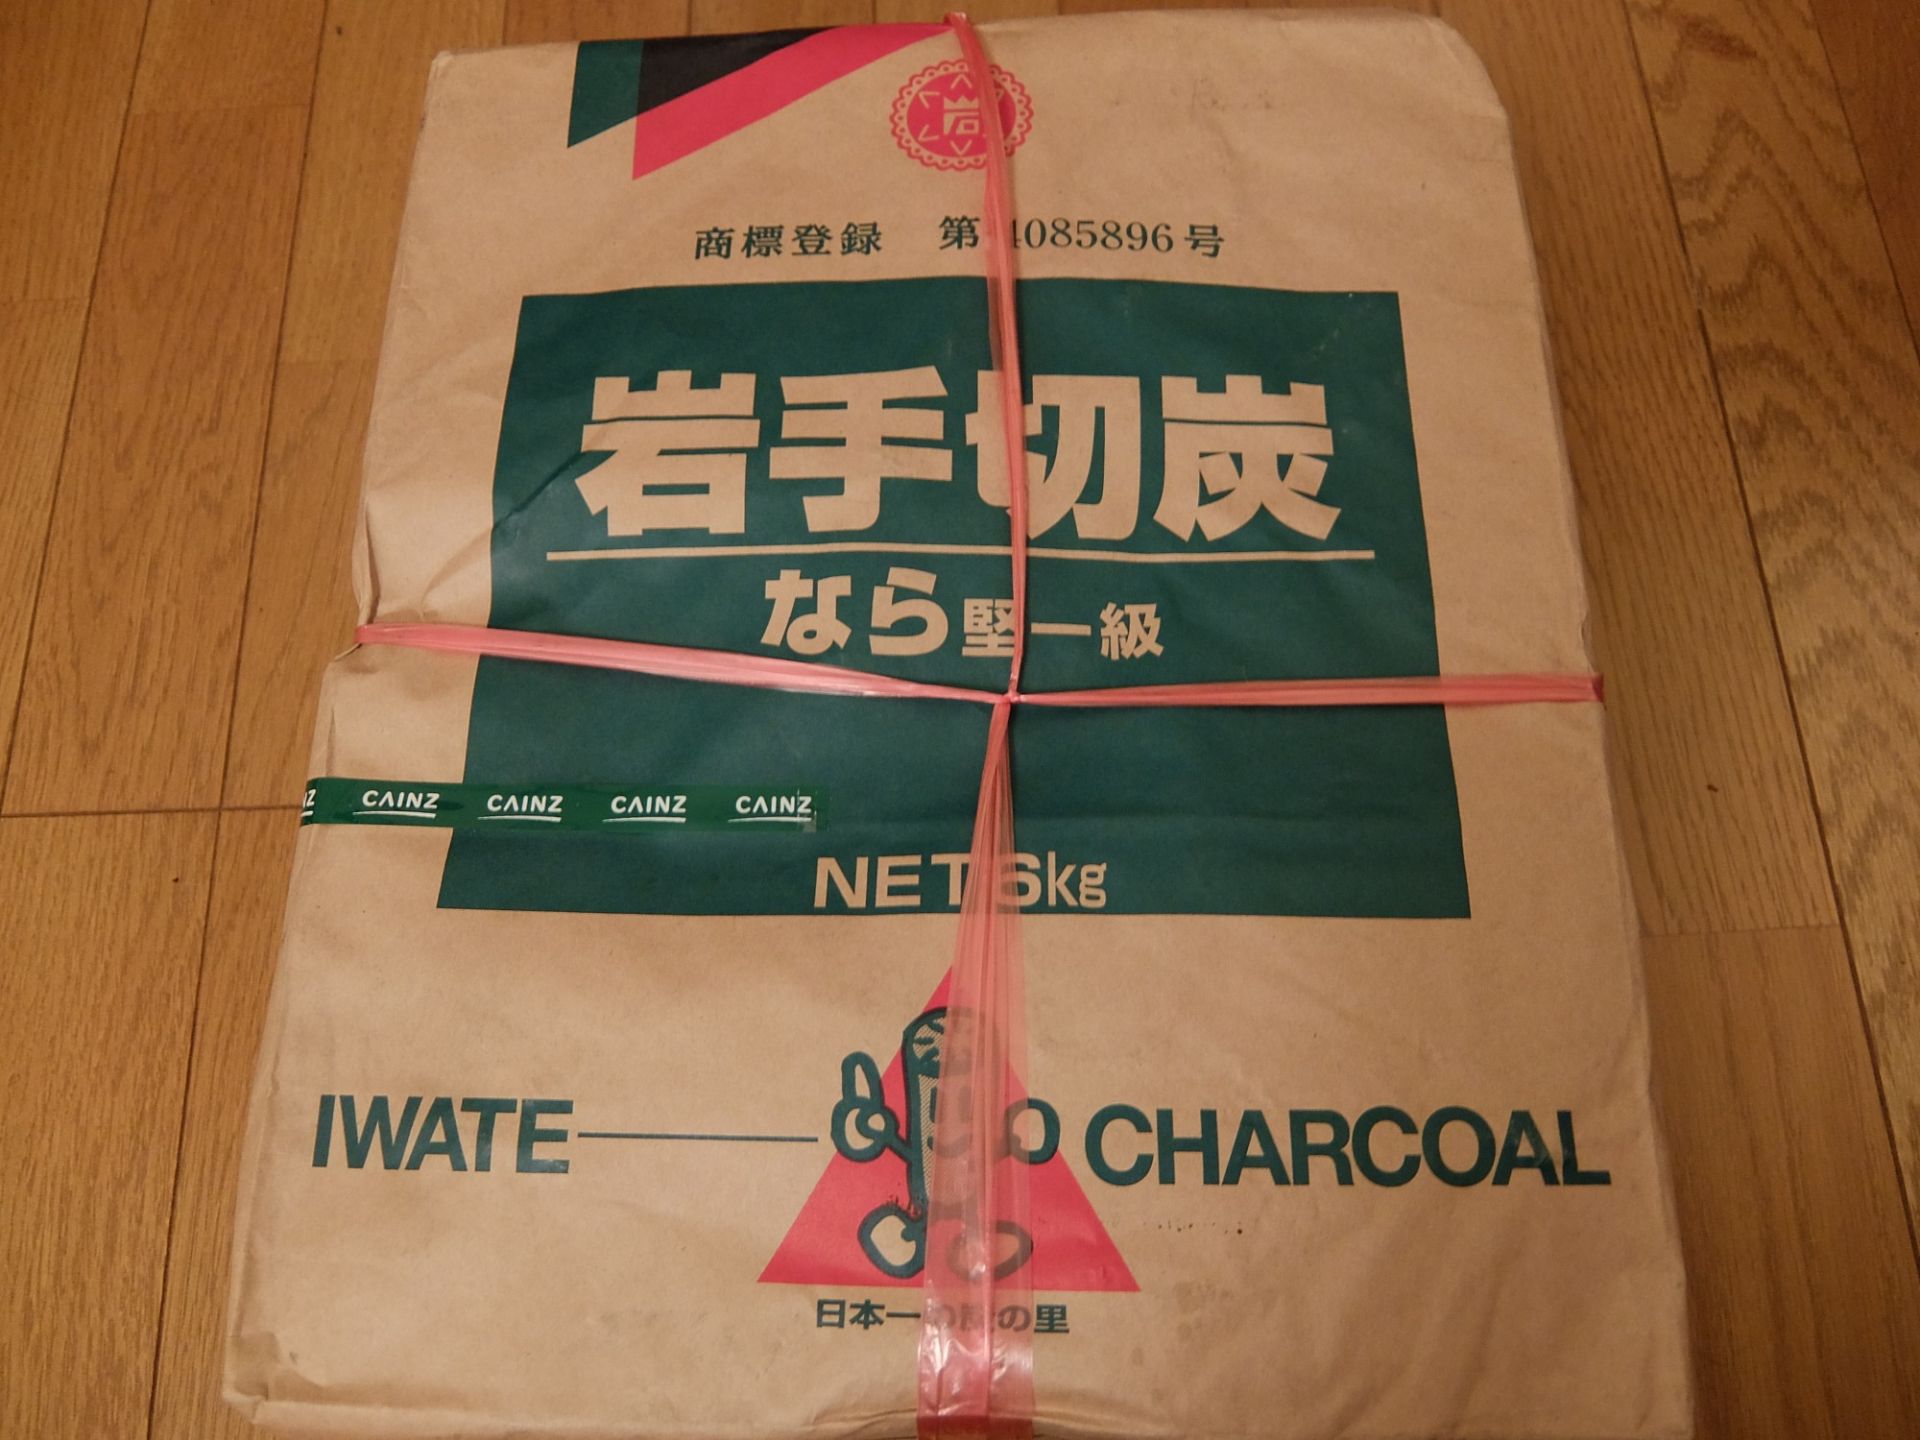 岩
商標登録 第4085896号
岩手切炭
なら堅一級
CAINZ CAINZ CAINZ CAINZ
NET 6kg
IWATE CHARCOAL
日本一の炭の里